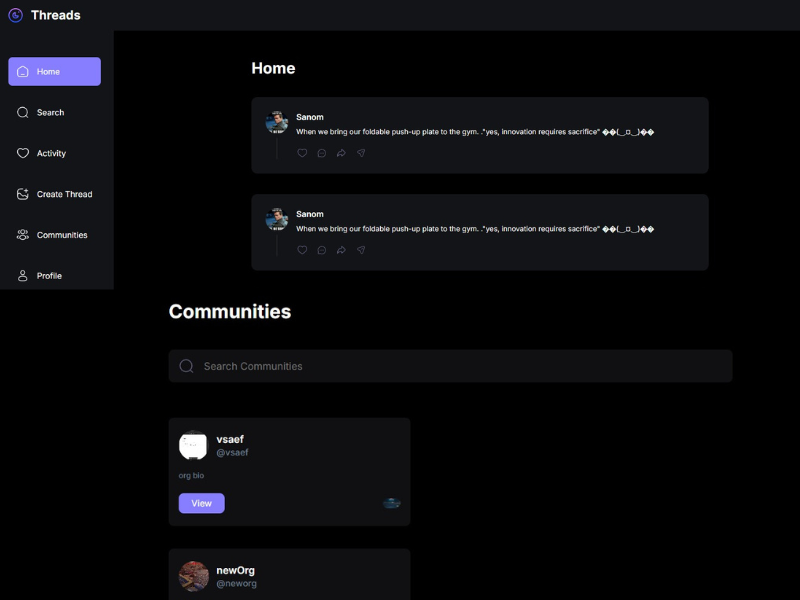 Threads
Home
Search
Activity
Create Thread
Communities
Profile
Home
Sanom
When we bring our foldable push-up plate to the gym. ."yes, innovation requires sacrifice" ��(_ _)��
Sanom
When we bring our foldable push-up plate to the gym. ."yes, innovation requires sacrifice" ��(_ _)��
Communities
Search Communities
vsaef
@vsaef
org bio
View
newOrg
@neworg